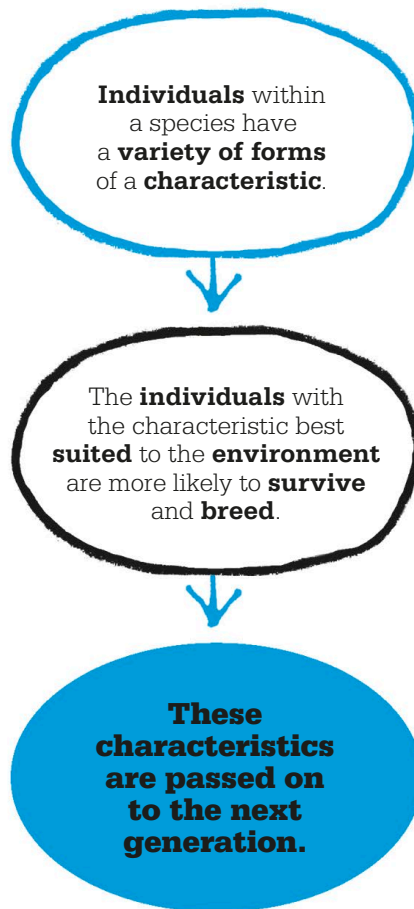 Individuals within
a species have
a variety of forms
of a characteristic.
The individuals with
the characteristic best
suited to the environment
are more likely to survive
and breed.
These
characteristics
are passed on
to the next
generation.